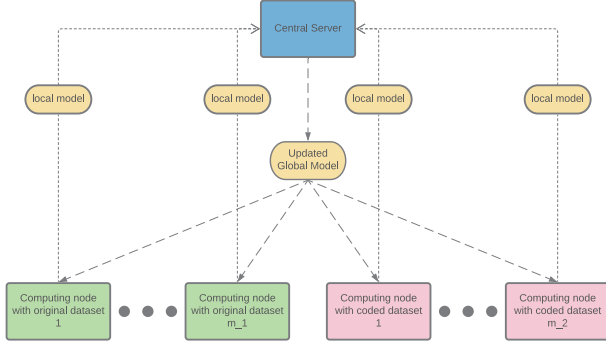 Central Server
local model
local model
local model
local model
Updated
Global Model
Computing node
with original dataset
1
Computing node
with original dataset
m_1
Computing node
with coded dataset
1
Computing node
with coded dataset
m_2